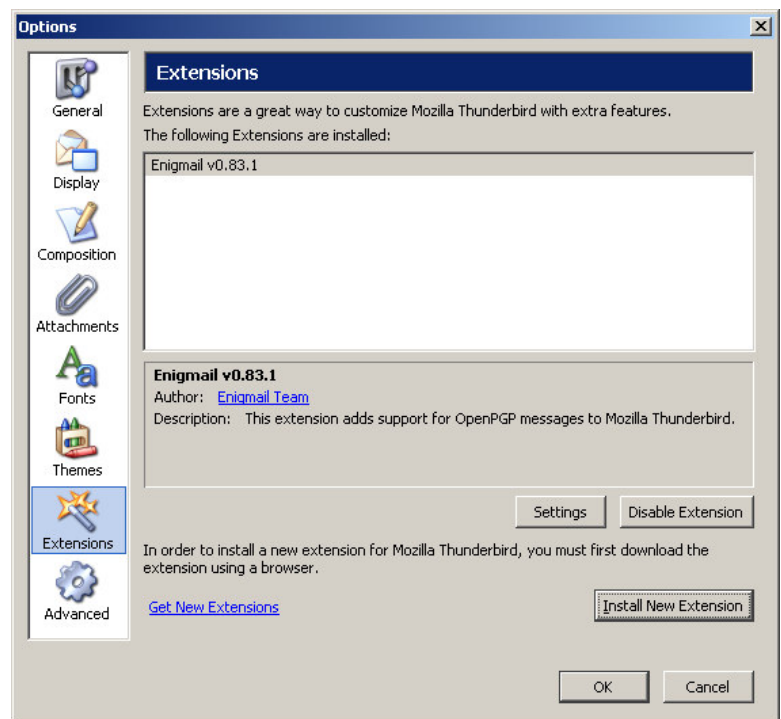 Options
General
Display
Composition
Attachments
Fonts
Themes
Extensions
Advanced
Extensions
Extensions are a great way to customize Mozilla Thunderbird with extra features.
The following Extensions are installed:
Enigmail v0.83.1
Enigmail v0.83.1
Author: Enigmail Team
Description: This extension adds support for OpenPGP messages to Mozilla Thunderbird.
Settings
Disable Extension
In order to install a new extension for Mozilla Thunderbird, you must first download the
extension using a browser.
Get New Extensions
Install New Extension
OK
Cancel